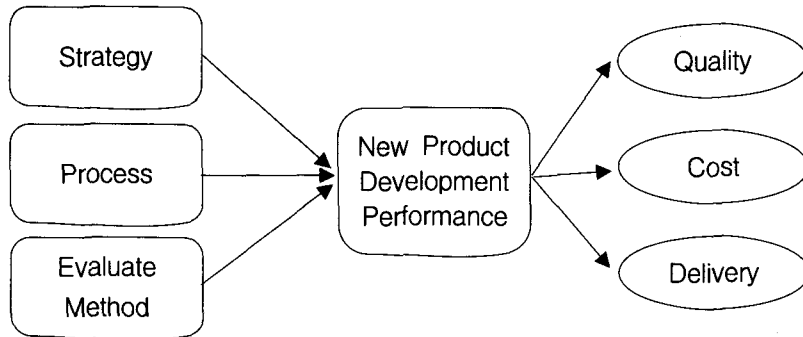 Strategy
Process
Evaluate
Method
New Product
Development
Performance
Quality
Cost
Delivery